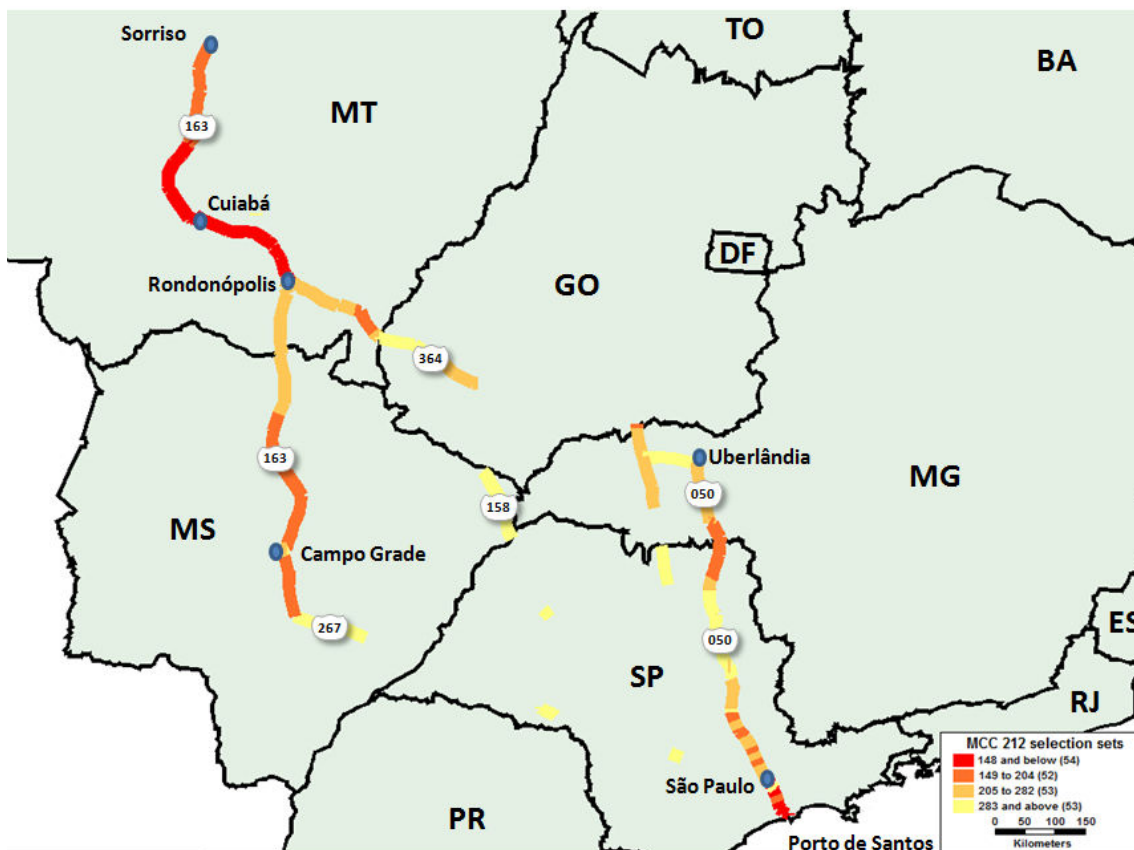 TO
BA
Sorriso
MT
163
Cuiabá
DF
Rondonópolis
GO
364
163
Uberlândia
MG
050
158
MS
Campo Grade
267
ES
050
SP
RJ
MCC 212 selection sets
148 and below (54)
149 to 204 (52)
205 to 282 (53)
283 and above (53)
0 50 100 150
Kilometers
São Paulo
PR
Porto de Santos